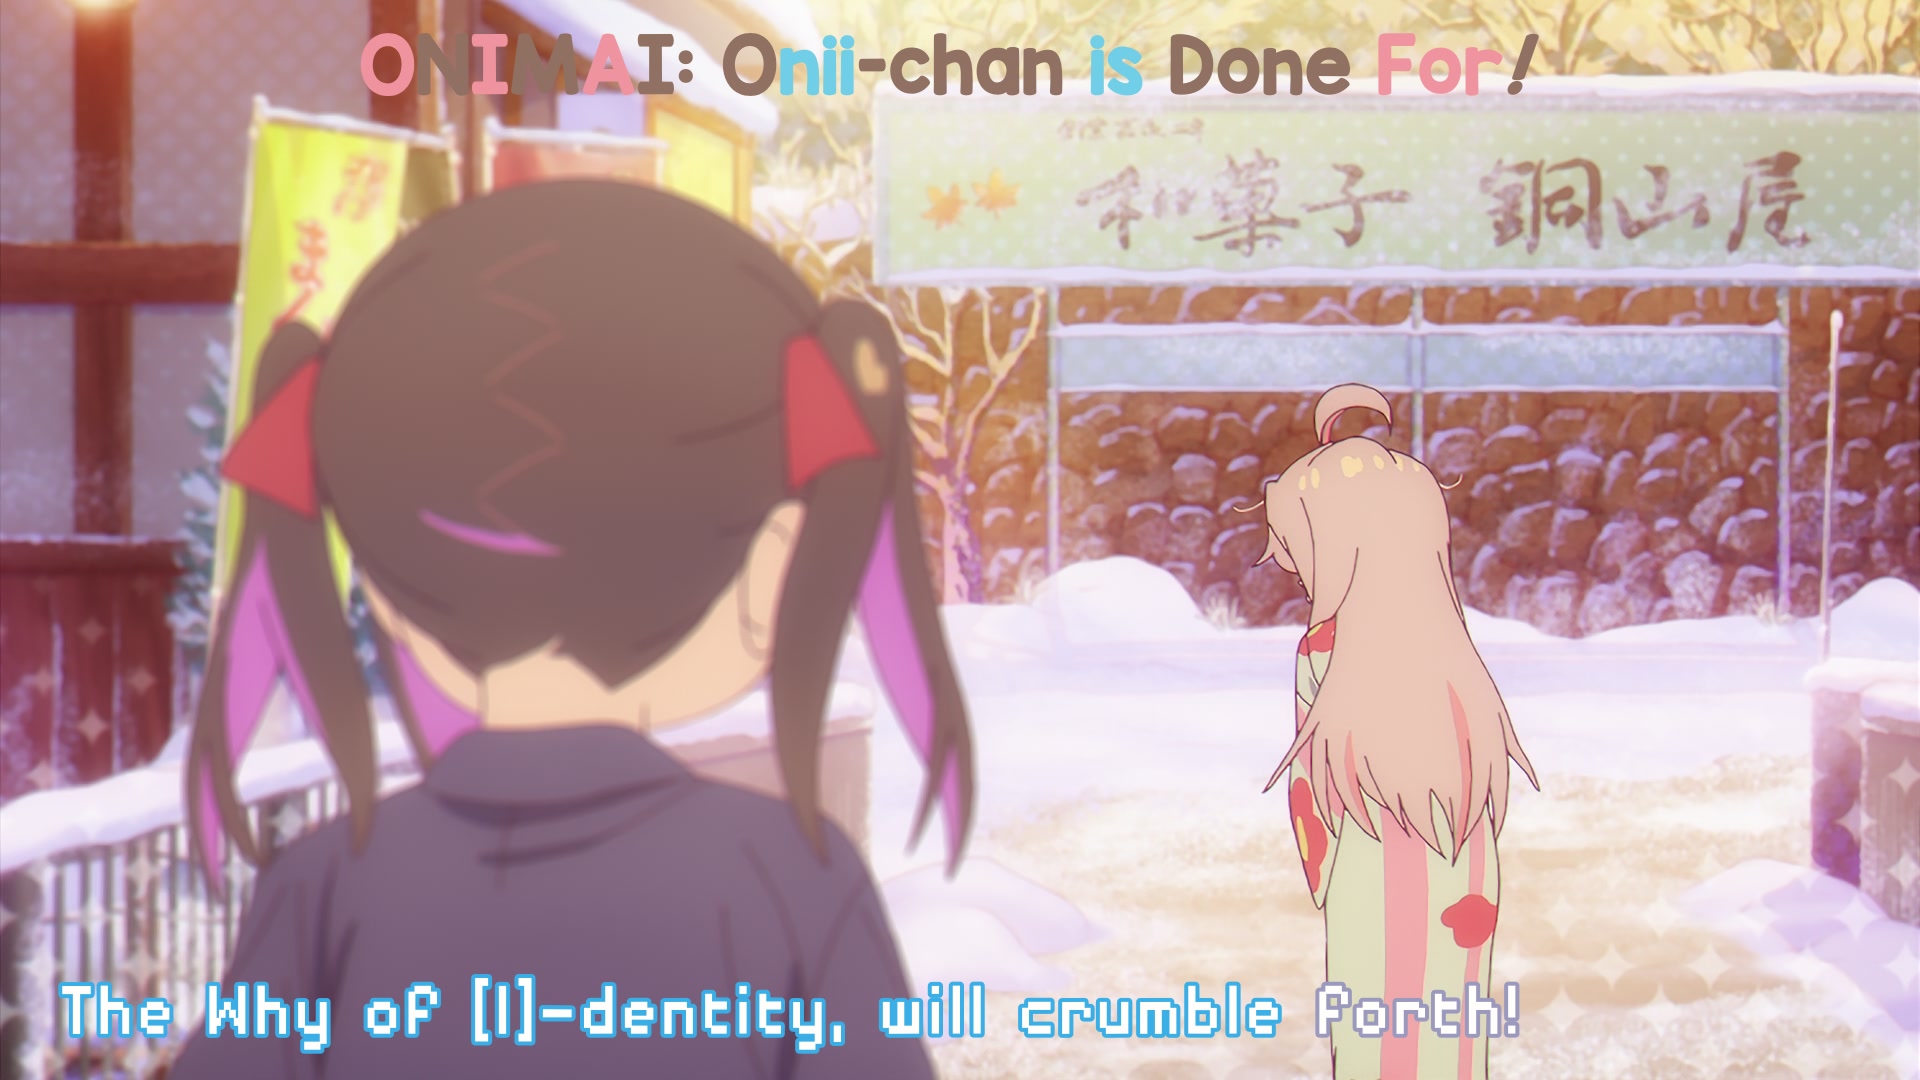 ONIMAI: Onii-chan is Done For!
和菓子 銅山屋
The Why of [I]-dentity, will crumble forth!